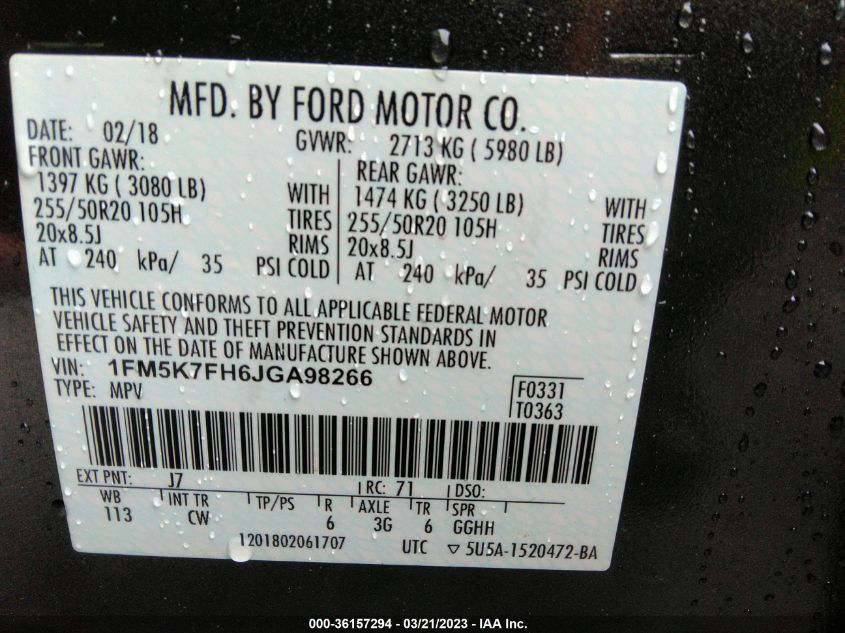 MFD. BY FORD MOTOR CO.
DATE: 02/18 GVWR: 2713 KG ( 5980 LB)
FRONT GAWR: REAR GAWR:
1397 KG ( 3080 LB) WITH 1474 KG ( 3250 LB) WITH
255/50R20 105H TIRES 255/50R20 105H TIRES
20x8.5J RIMS 20x8.5J RIMS
AT 240 kPa/ 35 PSI COLD AT 240 kPa/ 35 PSI COLD
THIS VEHICLE CONFORMS TO ALL APPLICABLE FEDERAL MOTOR
VEHICLE SAFETY AND THEFT PREVENTION STANDARDS IN
EFFECT ON THE DATE OF MANUFACTURE SHOWN ABOVE.
VIN: 1FM5K7FH6JGA98266
TYPE: MPV F0331
T0363
EXT PNT: J7 RC: 71 DSO:
WB INT TR TP/PS R AXLE TR SPR
113 CW 6 3G 6 GGHH
1201802061707 UTC ▽ 5U5A-1520472-BA
000-36157294 - 03/21/2023 - IAA Inc.